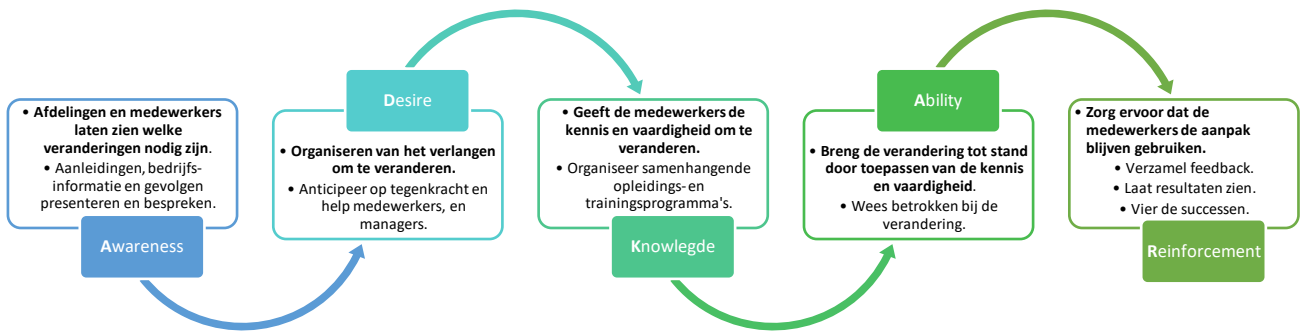 • Afdelingen en medewerkers
laten zien welke
veranderingen nodig zijn.
• Aanleidingen, bedrijfs-
informatie en gevolgen
presenteren en bespreken.
Awareness
Desire
• Organiseren van het verlangen
om te veranderen.
• Anticipeer op tegenkracht en
help medewerkers, en
managers.
• Geeft de medewerkers de
kennis en vaardigheid om te
veranderen.
• Organiseer samenhangende
opleidings- en
trainingsprogramma's.
Knowlegde
Ability
• Breng de verandering tot stand
door toepassen van de kennis
en vaardigheid.
• Wees betrokken bij de
verandering.
• Zorg ervoor dat de
medewerkers de aanpak
blijven gebruiken.
• Verzamel feedback.
• Laat resultaten zien.
• Vier de successen.
Reinforcement